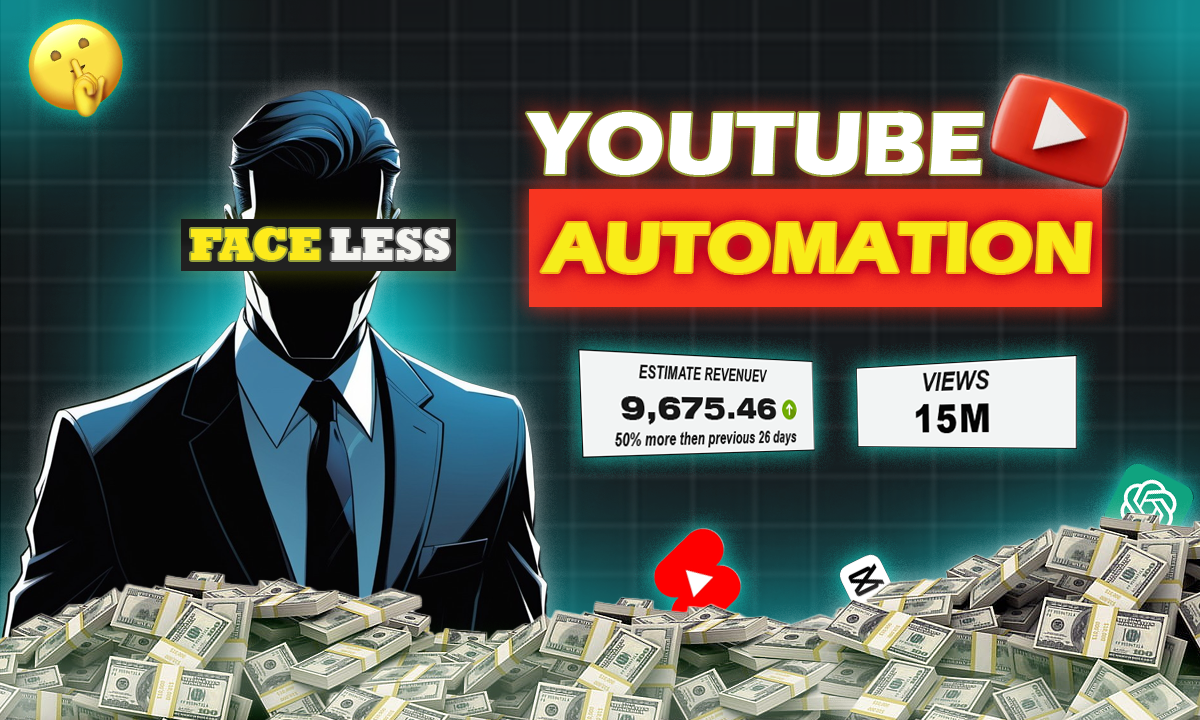 YOUTUBE
AUTOMATION
FACE LESS
ESTIMATE REVENUEV
9,675.46
50% more then previous 26 days
VIEWS
15M